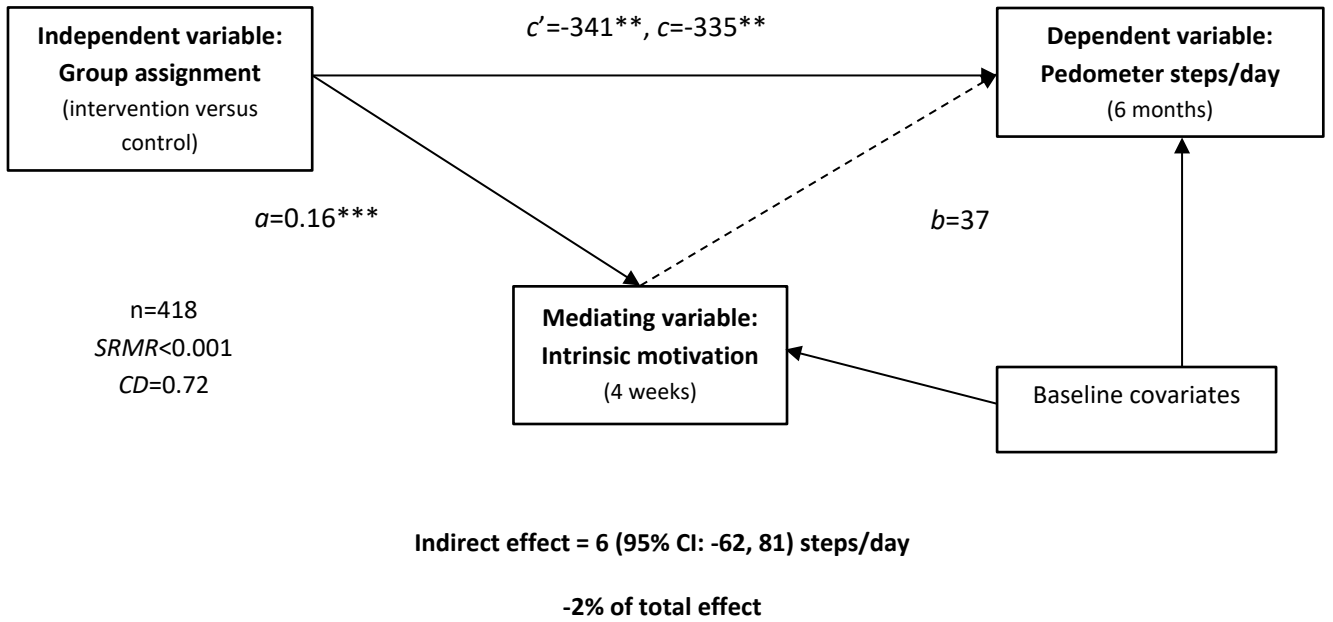 Independent variable:
Group assignment
(intervention versus
control)
c’=-341**, c=-335**
Dependent variable:
Pedometer steps/day
(6 months)
a=0.16***
b=37
n=418
SRMR<0.001
CD=0.72
Mediating variable:
Intrinsic motivation
(4 weeks)
Baseline covariates
Indirect effect = 6 (95% CI: -62, 81) steps/day
-2% of total effect